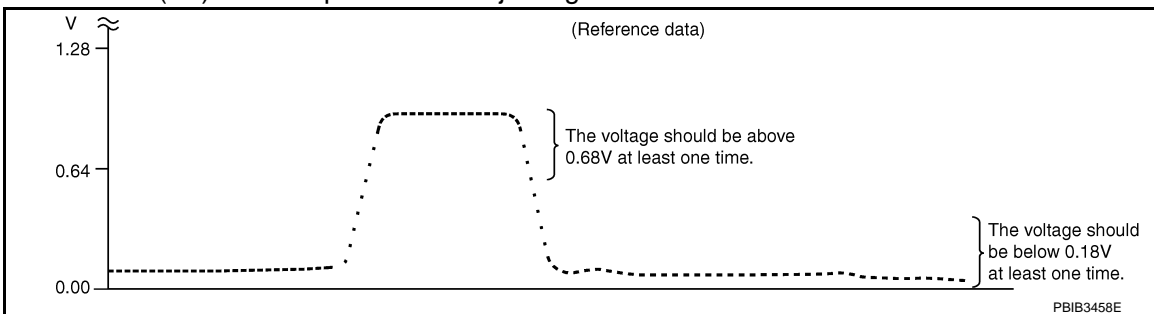 V
(Reference data)
1.28
The voltage should be above
0.68V at least one time.
0.64
The voltage should
be below 0.18V
at least one time.
0.00
PBIB3458E